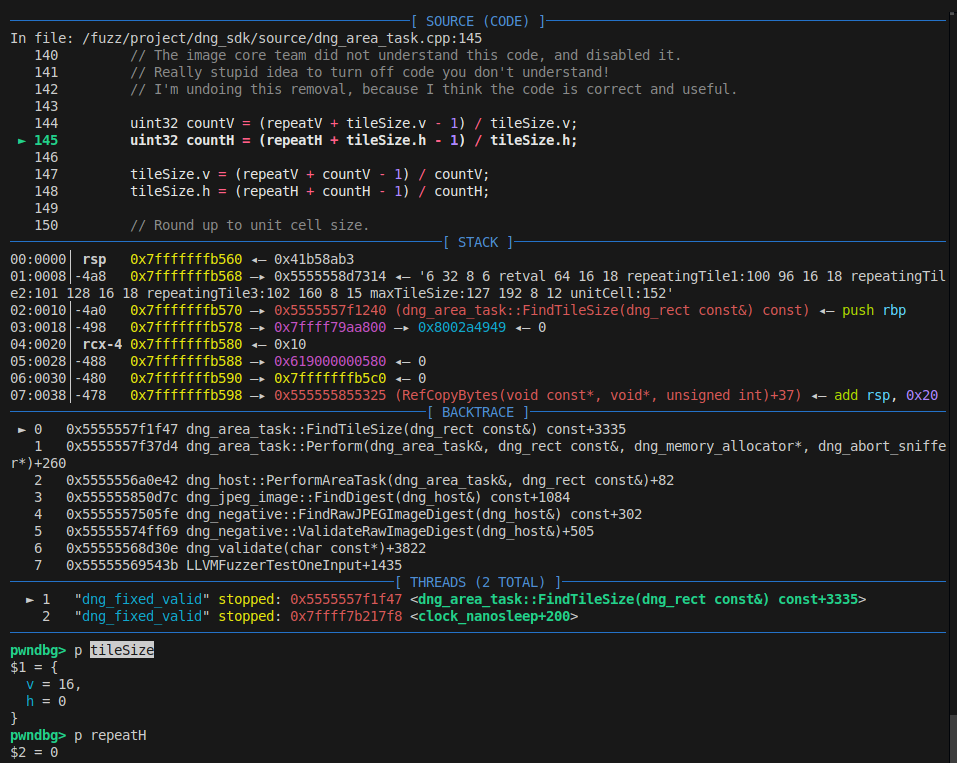 [ SOURCE (CODE) ]
In file: /fuzz/project/dng_sdk/source/dng_area_task.cpp:145
140 // The image core team did not understand this code, and disabled it.
141 // Really stupid idea to turn off code you don't understand!
142 // I'm undoing this removal, because I think the code is correct and useful.
143
144 uint32 countV = (repeatV + tileSize.v - 1) / tileSize.v;
► 145 uint32 countH = (repeatH + tileSize.h - 1) / tileSize.h;
146
147 tileSize.v = (repeatV + countV - 1) / countV;
148 tileSize.h = (repeatH + countH - 1) / countH;
149
150 // Round up to unit cell size.
[ STACK ]
00:0000│ rsp 0x7fffffffb560 ◂— 0x41b58ab3
01:0008│-4a8 0x7fffffffb568 —▸ 0x5555558d7314 ◂— '6 32 8 6 retval 64 16 18 repeatingTile1:100 96 16 18 repeatingTil
e2:101 128 16 18 repeatingTile3:102 160 8 15 maxTileSize:127 192 8 12 unitCell:152'
02:0010│-4a0 0x7fffffffb570 —▸ 0x5555557f1240 (dng_area_task::FindTileSize(dng_rect const&) const) ◂— push rbp
03:0018│-498 0x7fffffffb578 —▸ 0x7ffff79aa800 —▸ 0x8002a4949 ◂— 0
04:0020│ rcx-4 0x7fffffffb580 ◂— 0x10
05:0028│-488 0x7fffffffb588 —▸ 0x619000000580 ◂— 0
06:0030│-480 0x7fffffffb590 —▸ 0x7fffffffb5c0 ◂— 0
07:0038│-478 0x7fffffffb598 —▸ 0x555555855325 (RefCopyBytes(void const*, void*, unsigned int)+37) ◂— add rsp, 0x20
[ BACKTRACE ]
► 0 0x5555557f1f47 dng_area_task::FindTileSize(dng_rect const&) const+3335
1 0x5555557f37d4 dng_area_task::Perform(dng_area_task&, dng_rect const&, dng_memory_allocator*, dng_abort_sniffe
r*)+260
2 0x5555556a0e42 dng_host::PerformAreaTask(dng_area_task&, dng_rect const&)+82
3 0x555555850d7c dng_jpeg_image::FindDigest(dng_host&) const+1084
4 0x5555557505fe dng_negative::FindRawJPEGImageDigest(dng_host&) const+302
5 0x55555574ff69 dng_negative::ValidateRawImageDigest(dng_host&)+505
6 0x55555568d30e dng_validate(char const*)+3822
7 0x55555569543b LLVMFuzzerTestOneInput+1435
[ THREADS (2 TOTAL) ]
► 1 "dng_fixed_valid" stopped: 0x5555557f1f47 <dng_area_task::FindTileSize(dng_rect const&) const+3335>
2 "dng_fixed_valid" stopped: 0x7ffff7b217f8 <clock_nanosleep+200>
pwndbg> p tileSize
$1 = {
v = 16,
h = 0
}
pwndbg> p repeatH
$2 = 0